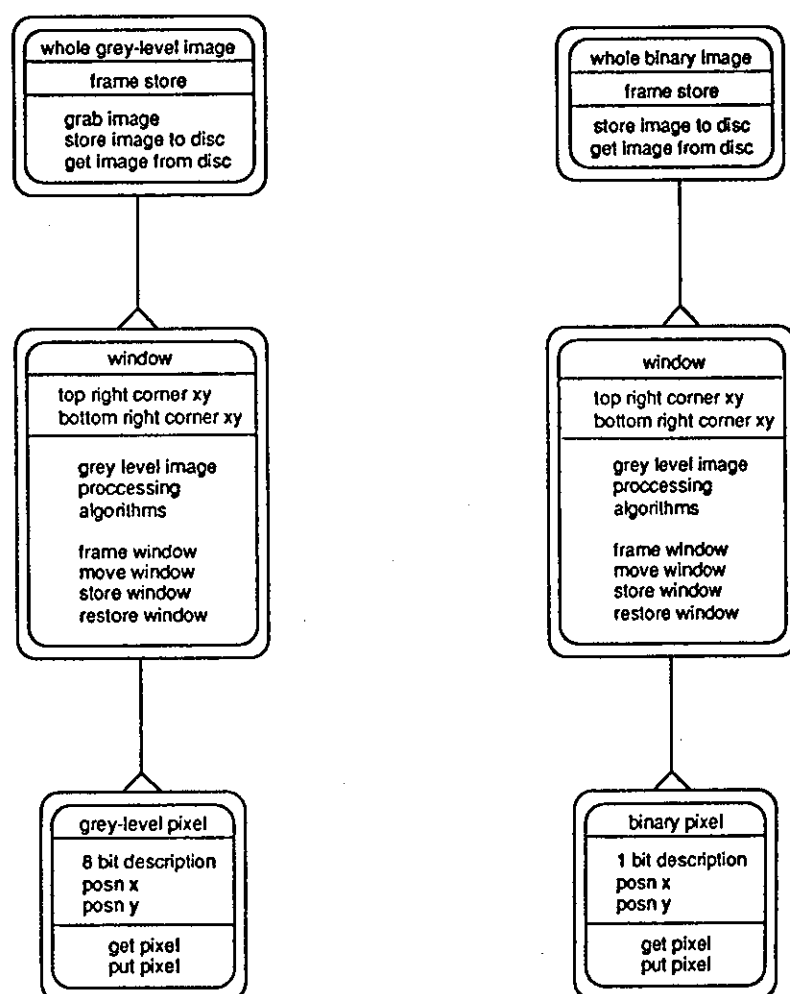 whole grey-level image
frame store
grab image
store image to disc
get image from disc
window
top right corner xy
bottom right corner xy
grey level image
proccessing
algorithms
frame window
move window
store window
restore window
grey-level pixel
8 bit description
posn x
posn y
get pixel
put pixel
whole binary image
frame store
store image to disc
get image from disc
window
top right corner xy
bottom right corner xy
grey level image
proccessing
algorithms
frame window
move window
store window
restore window
binary pixel
1 bit description
posn x
posn y
get pixel
put pixel